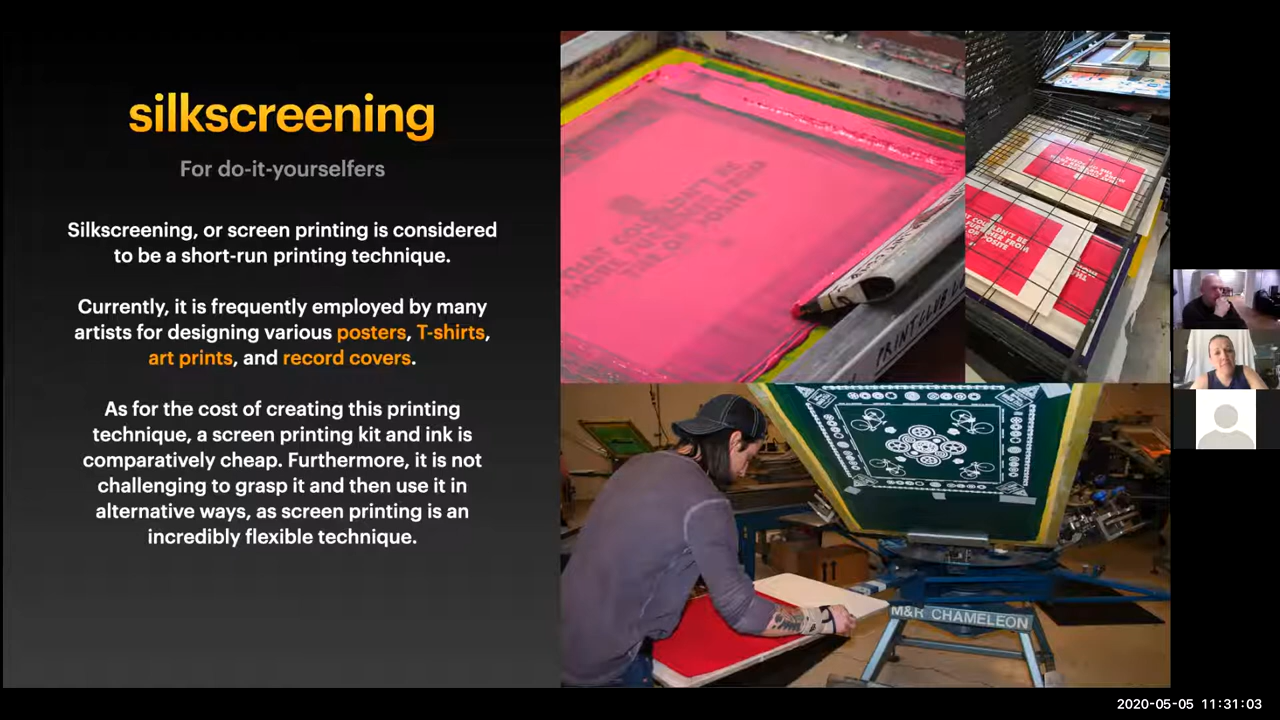 silkscreening
For do-it-yourselfers
Silkscreening, or screen printing is considered
to be a short-run printing technique.
Currently, it is frequently employed by many
artists for designing various posters, T-shirts,
art prints, and record covers.
As for the cost of creating this printing
technique, a screen printing kit and ink is
comparatively cheap. Furthermore, it is not
challenging to grasp it and then use it in
alternative ways, as screen printing is an
incredibly flexible technique.
PRINTCLUB
M&R CHAMELEON
2020-05-05 11:31:03